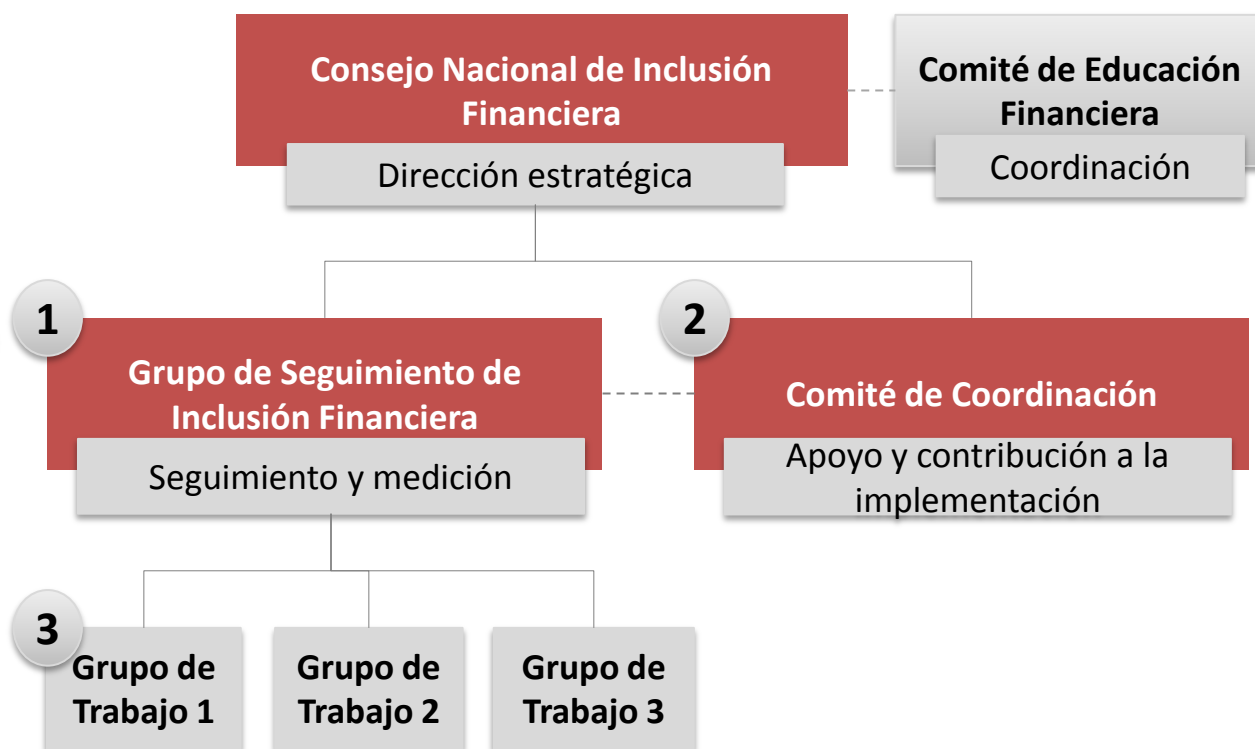 Consejo Nacional de Inclusión
Financiera
Dirección estratégica
Comité de Educación
Financiera
Coordinación
1
Grupo de Seguimiento de
Inclusión Financiera
Seguimiento y medición
2
Comité de Coordinación
Apoyo y contribución a la
implementación
3
Grupo de
Trabajo 1
Grupo de
Trabajo 2
Grupo de
Trabajo 3